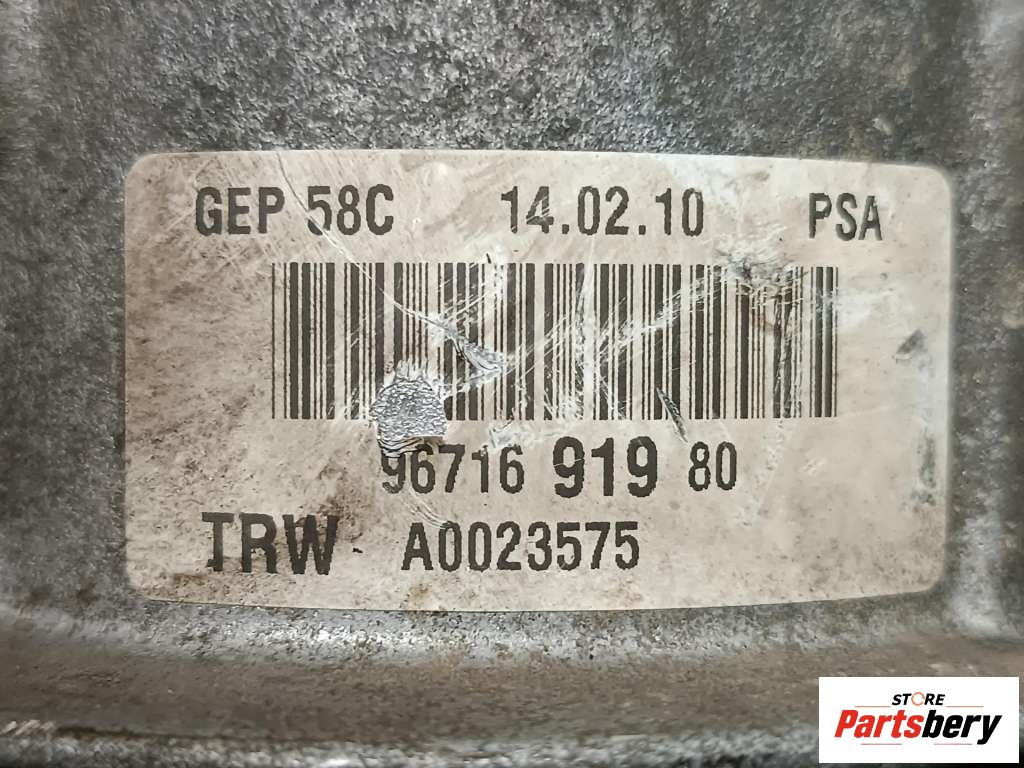 GEP 58C 14.02.10 PSA
96716 919 80
TRW A0023575
STORE
Partsbery